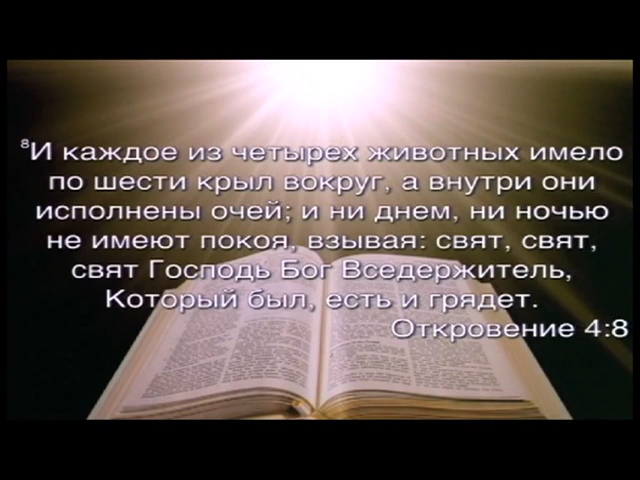 ⁸И каждое из четырех животных имело
по шести крыл вокруг, а внутри они
исполнены очей; и ни днем, ни ночью
не имеют покоя, взывая: свят, свят,
свят Господь Бог Вседержитель,
Который был, есть и грядет.
Откровение 4:8